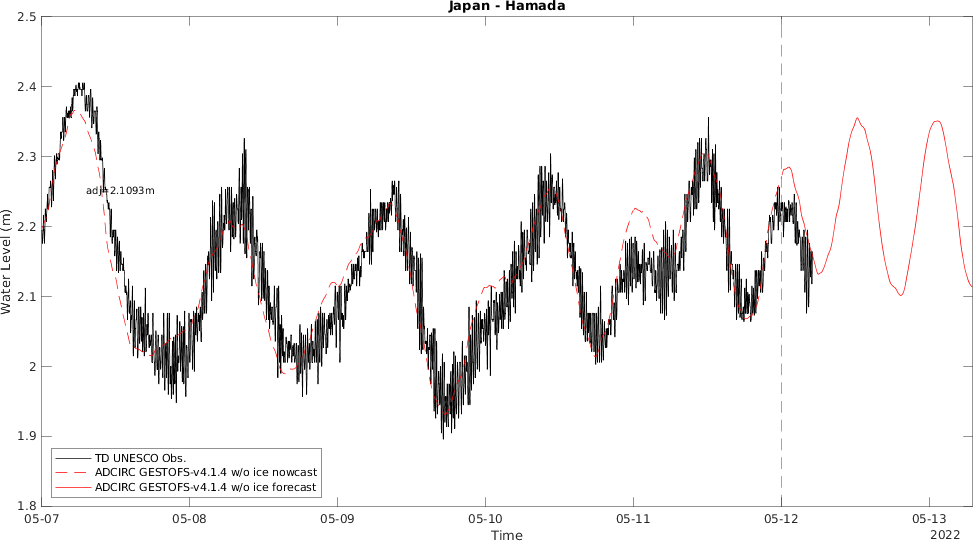 Japan - Hamada
2.5
2.4
2.3
2.2
2.1
2
1.9
1.8
Water Level (m)
adj=2.1093m
TD UNESCO Obs.
ADCIRC GESTOFS-v4.1.4 w/o ice nowcast
ADCIRC GESTOFS-v4.1.4 w/o ice forecast
05-07
05-08
05-09
05-10
05-11
05-12
05-13
Time
2022